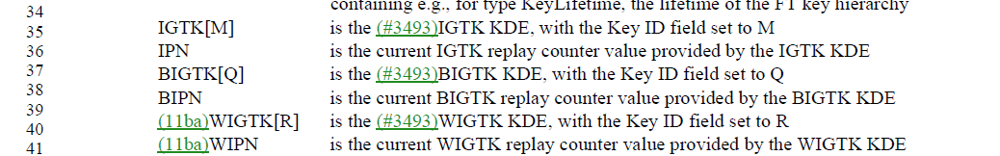 34 containing e.g., for type KeyLifetime, the lifetime of the FT key hierarchy
35 IGTK[M] is the (#3493)IGTK KDE, with the Key ID field set to M
36 IPN is the current IGTK replay counter value provided by the IGTK KDE
37 BIGTK[Q] is the (#3493)BIGTK KDE, with the Key ID field set to Q
38
39 BIPN is the current BIGTK replay counter value provided by the BIGTK KDE
40 (11ba)WIGTK[R] is the (#3493)WIGTK KDE, with the Key ID field set to R
41 (11ba)WIPN is the current WIGTK replay counter value provided by the WIGTK KDE